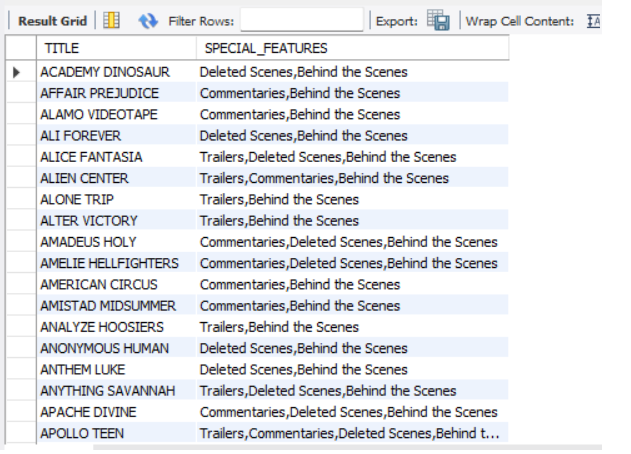 Result Grid Filter Rows: Export: Wrap Cell Content: IA
TITLE SPECIAL_FEATURES
ACADEMY DINOSAUR Deleted Scenes,Behind the Scenes
AFFAIR PREJUDICE Commentaries,Behind the Scenes
ALAMO VIDEOTAPE Commentaries,Behind the Scenes
ALI FOREVER Deleted Scenes,Behind the Scenes
ALICE FANTASIA Trailers,Deleted Scenes,Behind the Scenes
ALIEN CENTER Trailers,Commentaries,Behind the Scenes
ALONE TRIP Trailers,Behind the Scenes
ALTER VICTORY Trailers,Behind the Scenes
AMADEUS HOLY Commentaries,Deleted Scenes,Behind the Scenes
AMELIE HELLFIGHTERS Commentaries,Deleted Scenes,Behind the Scenes
AMERICAN CIRCUS Commentaries,Behind the Scenes
AMISTAD MIDSUMMER Commentaries,Behind the Scenes
ANALYZE HOOSIERS Trailers,Behind the Scenes
ANONYMOUS HUMAN Deleted Scenes,Behind the Scenes
ANTHEM LUKE Deleted Scenes,Behind the Scenes
ANYTHING SAVANNAH Trailers,Deleted Scenes,Behind the Scenes
APACHE DIVINE Commentaries,Deleted Scenes,Behind the Scenes
APOLLO TEEN Trailers,Commentaries,Deleted Scenes,Behind t...